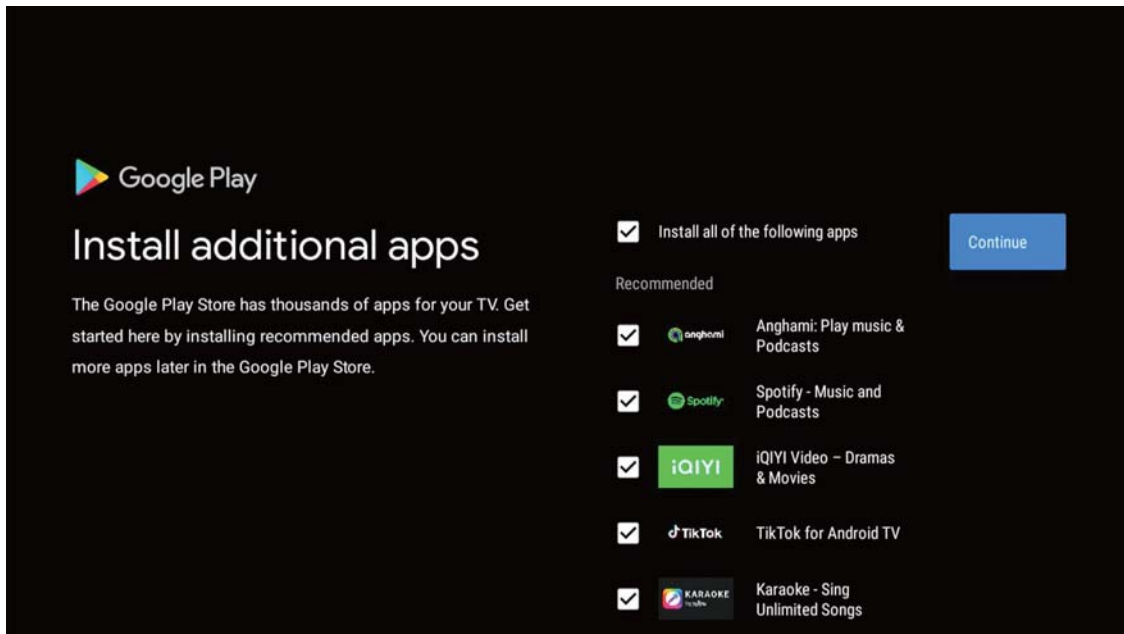 Google Play
Install additional apps
The Google Play Store has thousands of apps for your TV. Get
started here by installing recommended apps. You can install
more apps later in the Google Play Store.
Install all of the following apps
Continue
Recommended
anghami
Anghami: Play music &
Podcasts
Spotify
Spotify - Music and
Podcasts
iQIYI
iQIYI Video – Dramas
& Movies
TikTok
TikTok for Android TV
KARAOKE
Karaoke - Sing
Unlimited Songs